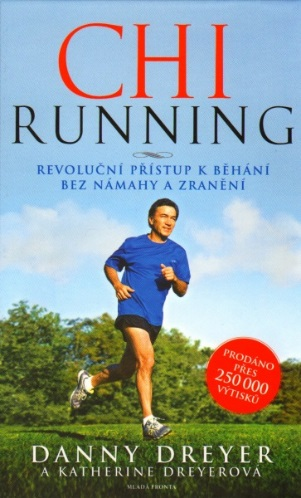 CHI
RUNNING
REVOLUČNÍ PŘÍSTUP K BĚHÁNÍ
BEZ NÁMAHY A ZRANĚNÍ
PRODÁNO
PŘES
250 000
VÝTISKŮ
DANNY DREYER
A KATHERINE DREYEROVÁ
MLADÁ FRONTA